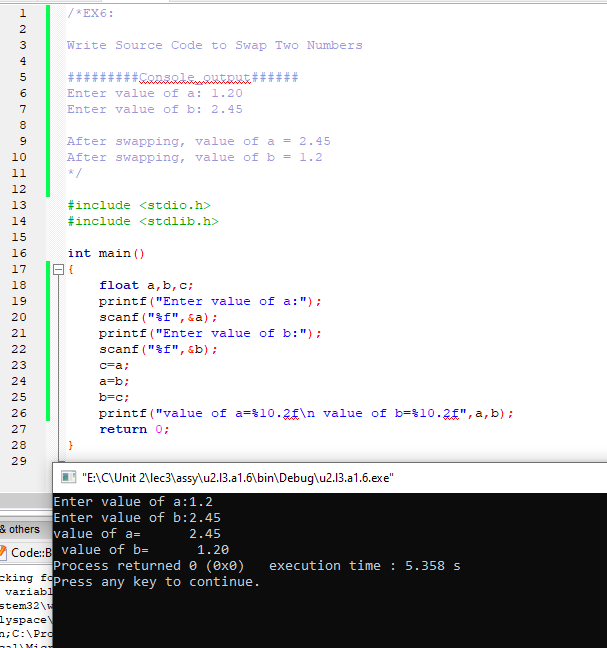 1 /*EX6:
2
3 Write Source Code to Swap Two Numbers
4
5 #########Console output######
6 Enter value of a: 1.20
7 Enter value of b: 2.45
8
9 After swapping, value of a = 2.45
10 After swapping, value of b = 1.2
11 */
12
13 #include <stdio.h>
14 #include <stdlib.h>
15
16 int main()
17 {
18 float a,b,c;
19 printf("Enter value of a:");
20 scanf("%f",&a);
21 printf("Enter value of b:");
22 scanf("%f",&b);
23 c=a;
24 a=b;
25 b=c;
26 printf("value of a=%10.2f\n value of b=%10.2f",a,b);
27 return 0;
28 }
29
"E:\C\Unit 2\lec3\assy\u2.l3.a1.6\bin\Debug\u2.l3.a1.6.exe"
Enter value of a:1.2
Enter value of b:2.45
value of a=      2.45
 value of b=      1.20
Process returned 0 (0x0)   execution time : 5.358 s
Press any key to continue.
& others
Code::B
cking fo
variabl
stem32\w
lyspace\
n;C:\Pro